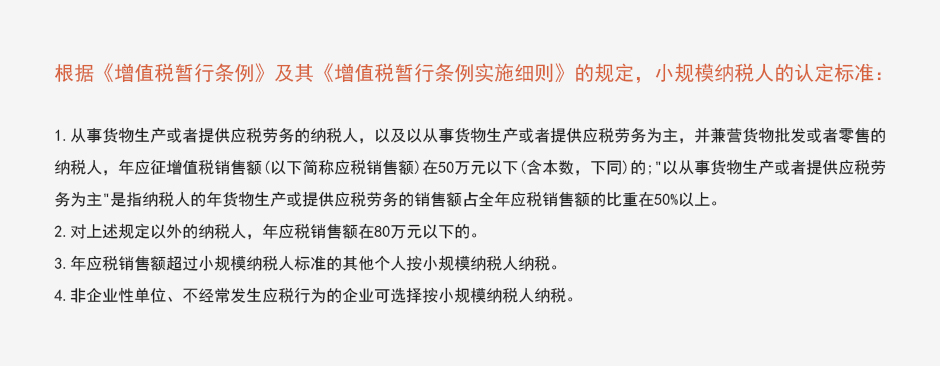 根据《增值税暂行条例》及其《增值税暂行条例实施细则》的规定，小规模纳税人的认定标准：
1.从事货物生产或者提供应税劳务的纳税人，以及以从事货物生产或者提供应税劳务为主，并兼营货物批发或者零售的
纳税人，年应征增值税销售额(以下简称应税销售额)在50万元以下(含本数，下同)的;"以从事货物生产或者提供应税劳
务为主"是指纳税人的年货物生产或提供应税劳务的销售额占全年应税销售额的比重在50%以上。
2.对上述规定以外的纳税人，年应税销售额在80万元以下的。
3.年应税销售额超过小规模纳税人标准的其他个人按小规模纳税人纳税。
4.非企业性单位、不经常发生应税行为的企业可选择按小规模纳税人纳税。